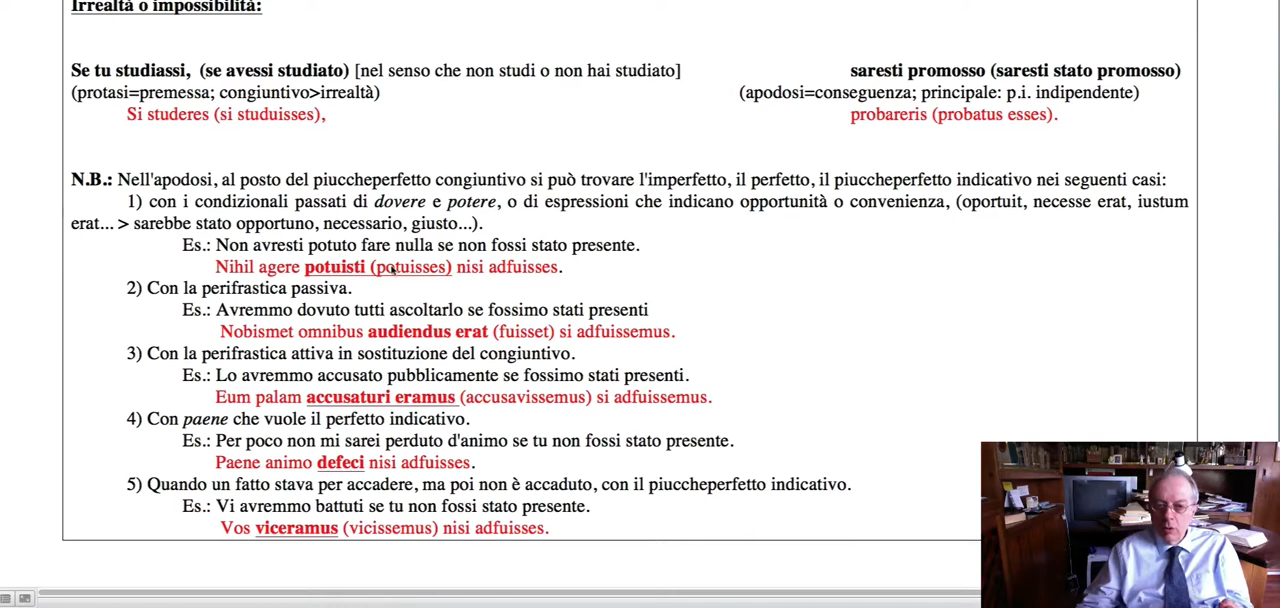 Irrealtà o impossibilità:
Se tu studiassi, (se avessi studiato) [nel senso che non studi o non hai studiato] saresti promosso (saresti stato promosso)
(protasi=premessa; congiuntivo>irrealtà) (apodosi=conseguenza; principale: p.i. indipendente)
Si studeres (si studuisses), probareris (probatus esses).
N.B.: Nell'apodosi, al posto del piuccheperfetto congiuntivo si può trovare l'imperfetto, il perfetto, il piuccheperfetto indicativo nei seguenti casi:
1) con i condizionali passati di dovere e potere, o di espressioni che indicano opportunità o convenienza, (oportuit, necesse erat, iustum
erat... > sarebbe stato opportuno, necessario, giusto...).
Es.: Non avresti potuto fare nulla se non fossi stato presente.
Nihil agere potuisti (potuisses) nisi adfuisses.
2) Con la perifrastica passiva.
Es.: Avremmo dovuto tutti ascoltarlo se fossimo stati presenti
Nobismet omnibus audiendus erat (fuisset) si adfuissemus.
3) Con la perifrastica attiva in sostituzione del congiuntivo.
Es.: Lo avremmo accusato pubblicamente se fossimo stati presenti.
Eum palam accusaturi eramus (accusavissemus) si adfuissemus.
4) Con paene che vuole il perfetto indicativo.
Es.: Per poco non mi sarei perduto d'animo se tu non fossi stato presente.
Paene animo defeci nisi adfuisses.
5) Quando un fatto stava per accadere, ma poi non è accaduto, con il piuccheperfetto indicativo.
Es.: Vi avremmo battuti se tu non fossi stato presente.
Vos viceramus (vicissemus) nisi adfuisses.